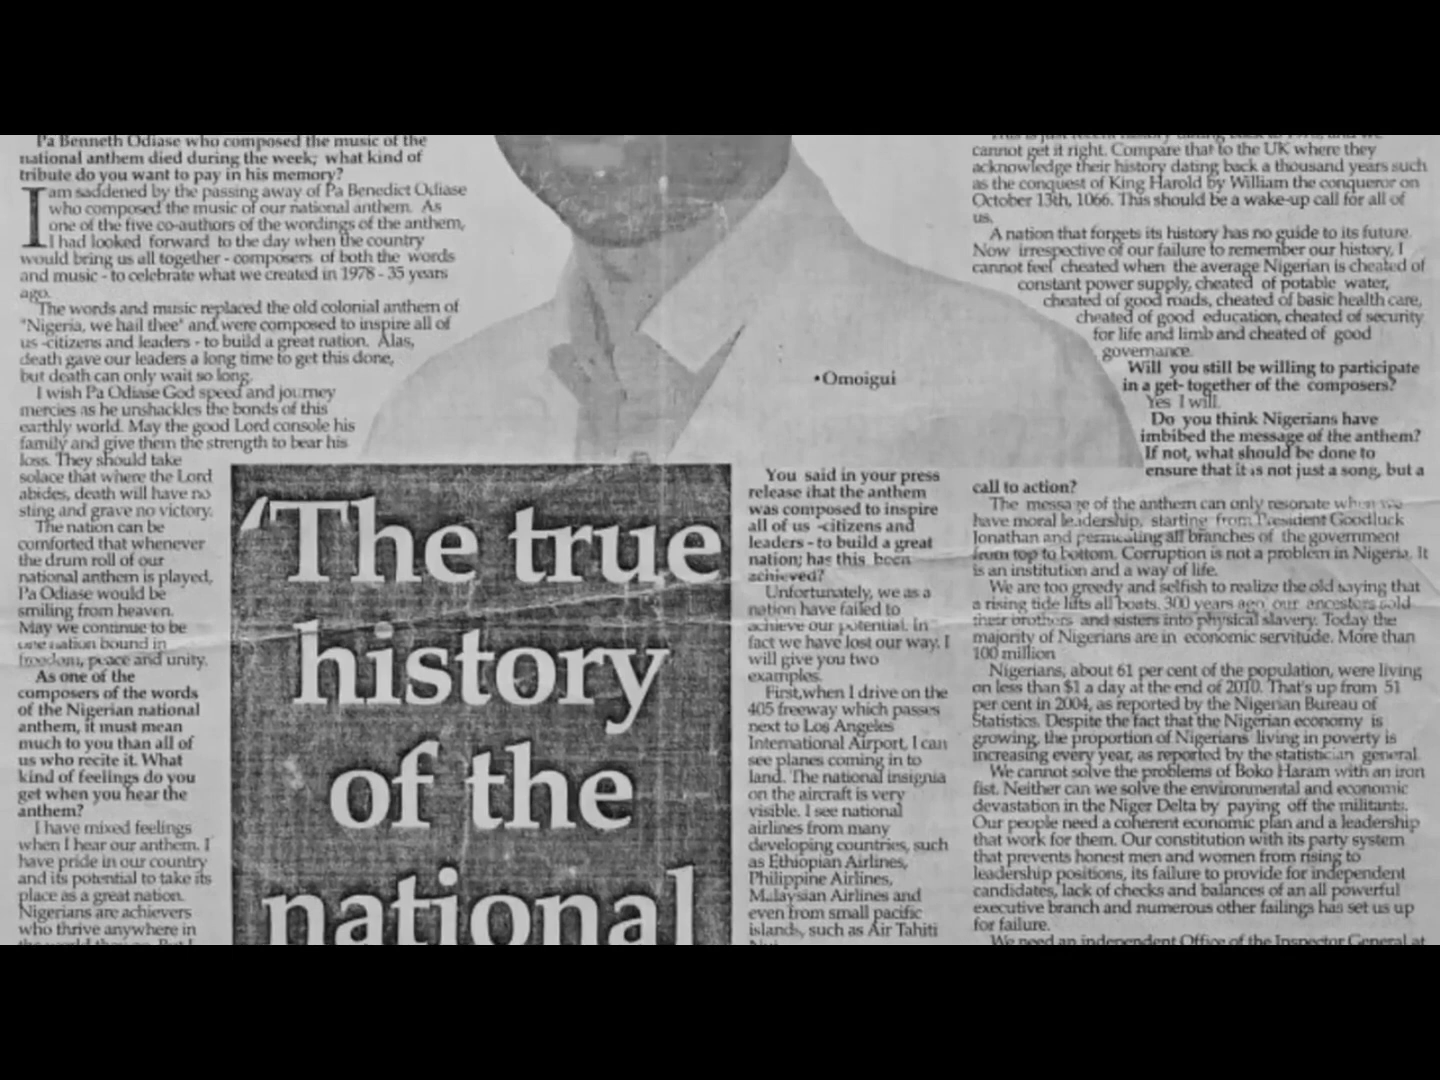 Pa Benneth Odiase who composed the music of the
national anthem died during the week; what kind of
tribute do you want to pay in his memory?
I am saddened by the passing away of Pa Benedict Odiase
who composed the music of our national anthem. As
one of the five co-authors of the wordings of the anthem,
I had looked forward to the day when the country
would bring us all together - composers of both the words
and music - to celebrate what we created in 1978 - 35 years
ago.
The words and music replaced the old colonial anthem of
"Nigeria, we hail thee" and were composed to inspire all of
us -citizens and leaders - to build a great nation. Alas,
death gave our leaders a long time to get this done,
but death can only wait so long.
I wish Pa Odiase God speed and journey
mercies as he unshackles the bonds of this
earthly world. May the good Lord console his
family and give them the strength to bear his
loss. They should take
solace that where the Lord
abides, death will have no
sting and grave no victory.
The nation can be
comforted that whenever
the drum roll of our
national anthem is played,
Pa Odiase would be
smiling from heaven.
May we continue to be
one nation bound in
freedom, peace and unity.
As one of the
composers of the words
of the Nigerian national
anthem, it must mean
much to you than all of
us who recite it. What
kind of feelings do you
get when you hear the
anthem?
I have mixed feelings
when I hear our anthem. I
have pride in our country
and its potential to take its
place as a great nation.
Nigerians are achievers
who thrive anywhere in
•Omoigui
'The true
history
of the
national
You said in your press
release that the anthem
was composed to inspire
all of us -citizens and
leaders - to build a great
nation; has this been
achieved?
Unfortunately, we as a
nation have failed to
achieve our potential. In
fact we have lost our way. I
will give you two
examples.
First,when I drive on the
405 freeway which passes
next to Los Angeles
International Airport, I can
see planes coming in to
land. The national insignia
on the aircraft is very
visible. I see national
airlines from many
developing countries, such
as Ethiopian Airlines,
Philippine Airlines,
Malaysian Airlines and
even from small pacific
islands, such as Air Tahiti
cannot get it right. Compare that to the UK where they
acknowledge their history dating back a thousand years such
as the conquest of King Harold by William the conqueror on
October 13th, 1066. This should be a wake-up call for all of
us.
A nation that forgets its history has no guide to its future.
Now irrespective of our failure to remember our history, I
cannot feel cheated when the average Nigerian is cheated of
constant power supply, cheated of potable water,
cheated of good roads, cheated of basic health care,
cheated of good education, cheated of security
for life and limb and cheated of good
governance.
Will you still be willing to participate
in a get- together of the composers?
Yes I will.
Do you think Nigerians have
imbibed the message of the anthem?
If not, what should be done to
ensure that it is not just a song, but a
call to action?
The message of the anthem can only resonate when we
have moral leadership, starting from President Goodluck
Jonathan and permeating all branches of the government
from top to bottom. Corruption is not a problem in Nigeria. It
is an institution and a way of life.
We are too greedy and selfish to realize the old saying that
a rising tide lifts all boats. 300 years ago our ancestors sold
their brothers and sisters into physical slavery. Today the
majority of Nigerians are in economic servitude. More than
100 million
Nigerians, about 61 per cent of the population, were living
on less than $1 a day at the end of 2010. That's up from 51
per cent in 2004, as reported by the Nigerian Bureau of
Statistics. Despite the fact that the Nigerian economy is
growing, the proportion of Nigerians living in poverty is
increasing every year, as reported by the statistician general.
We cannot solve the problems of Boko Haram with an iron
fist. Neither can we solve the environmental and economic
devastation in the Niger Delta by paying off the militants.
Our people need a coherent economic plan and a leadership
that work for them. Our constitution with its party system
that prevents honest men and women from rising to
leadership positions, its failure to provide for independent
candidates, lack of checks and balances of an all powerful
executive branch and numerous other failings has set us up
for failure.
We need an independent Office of the Inspector General at